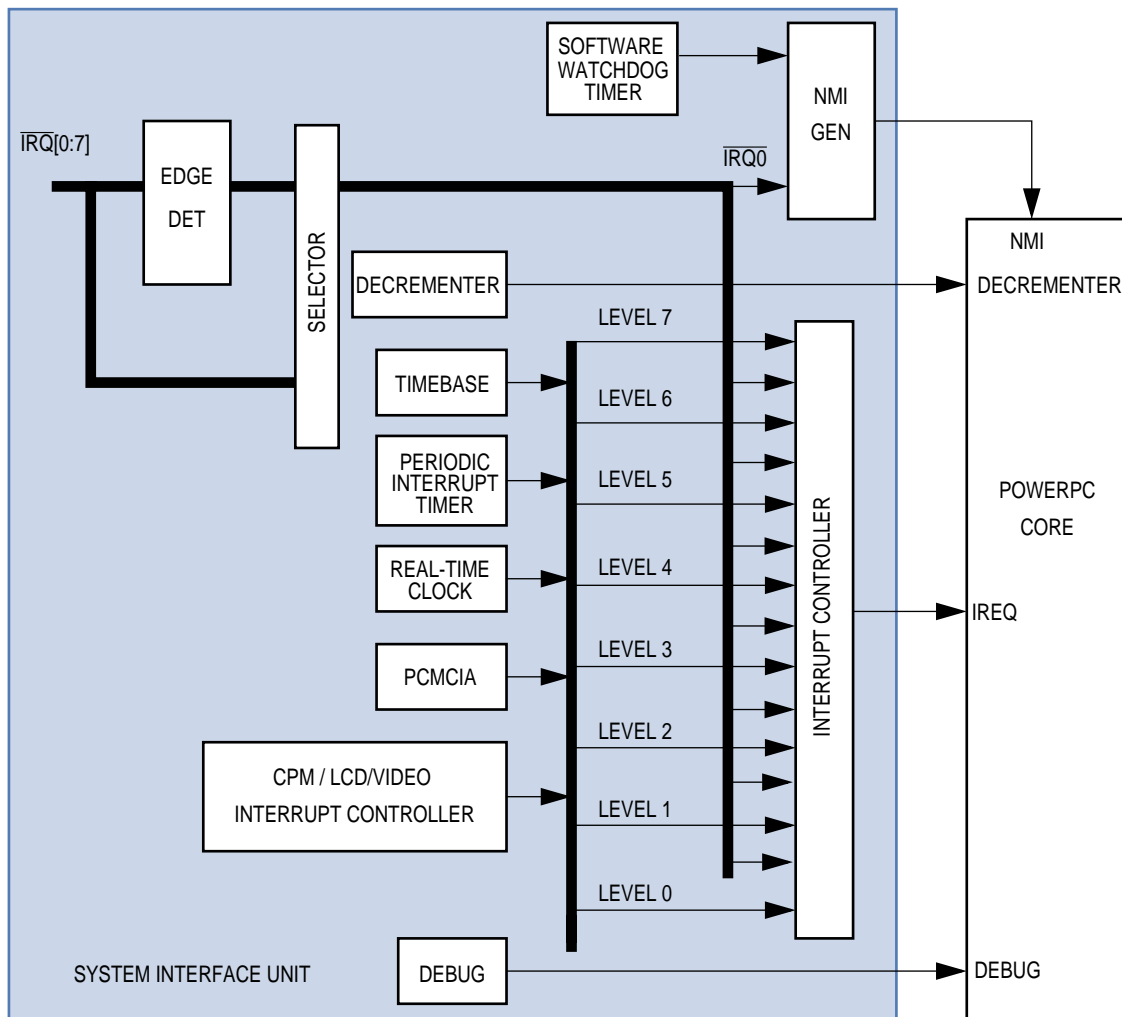 SOFTWARE
WATCHDOG
TIMER
NMI
GEN
IRQ[0:7]
EDGE
DET
SELECTOR
IRQ0
NMI
DECREMENTER
DECREMENTER
LEVEL 7
TIMEBASE
LEVEL 6
PERIODIC
INTERRUPT
TIMER
LEVEL 5
REAL-TIME
CLOCK
LEVEL 4
PCMCIA
LEVEL 3
LEVEL 2
CPM / LCD/VIDEO
INTERRUPT CONTROLLER
LEVEL 1
LEVEL 0
INTERRUPT CONTROLLER
POWERPC
CORE
IREQ
SYSTEM INTERFACE UNIT
DEBUG
DEBUG